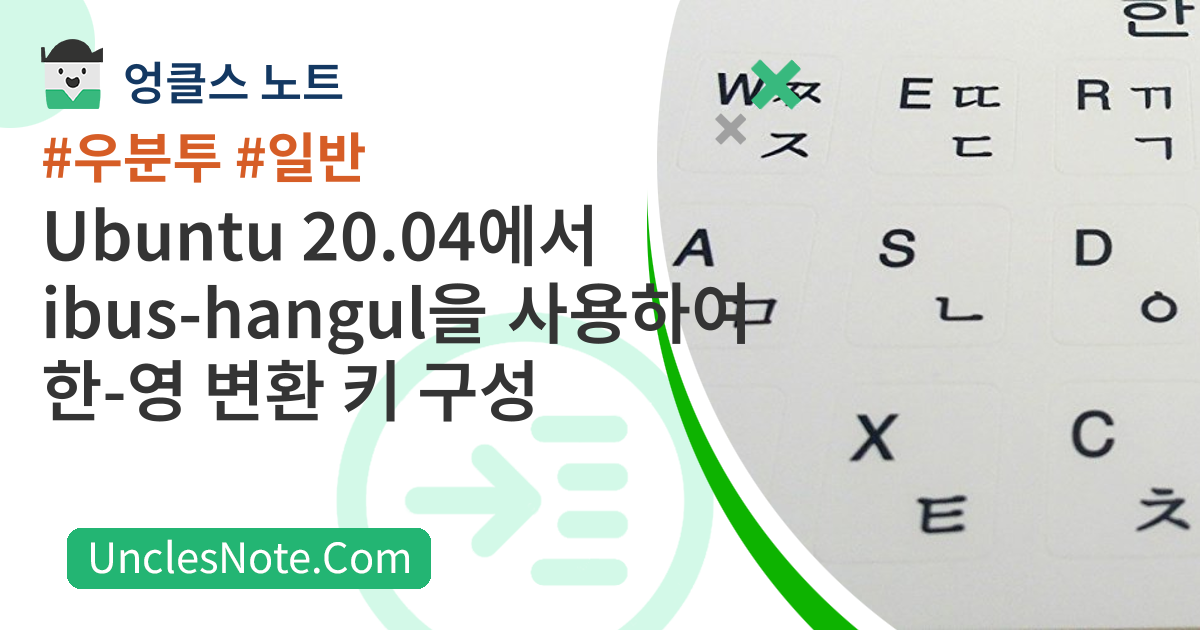 엉클스 노트
#우분투 #일반
Ubuntu 20.04에서
ibus-hangul을 사용하여
한-영 변환 키 구성
UnclesNote.Com
한
W ㅉ
ㅈ
E ㄸ
ㄷ
R ㄲ
ㄱ
A
ㅁ
S
ㄴ
D
ㅇ
X
ㅌ
C
ㅊ